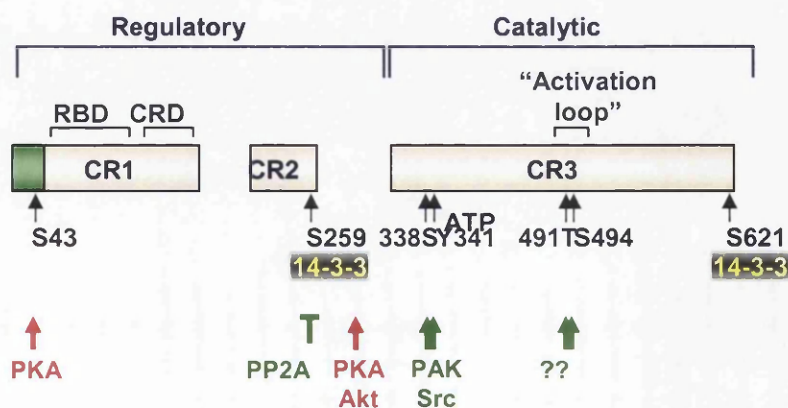 Regulatory Catalytic
“Activation
loop”
RBD CRD
CR1 CR2 CR3
ATP
S43 S259 338SY341 491TS494 S621
14-3-3 14-3-3
T
PKA PP2A PKA PAK ??
Akt Src